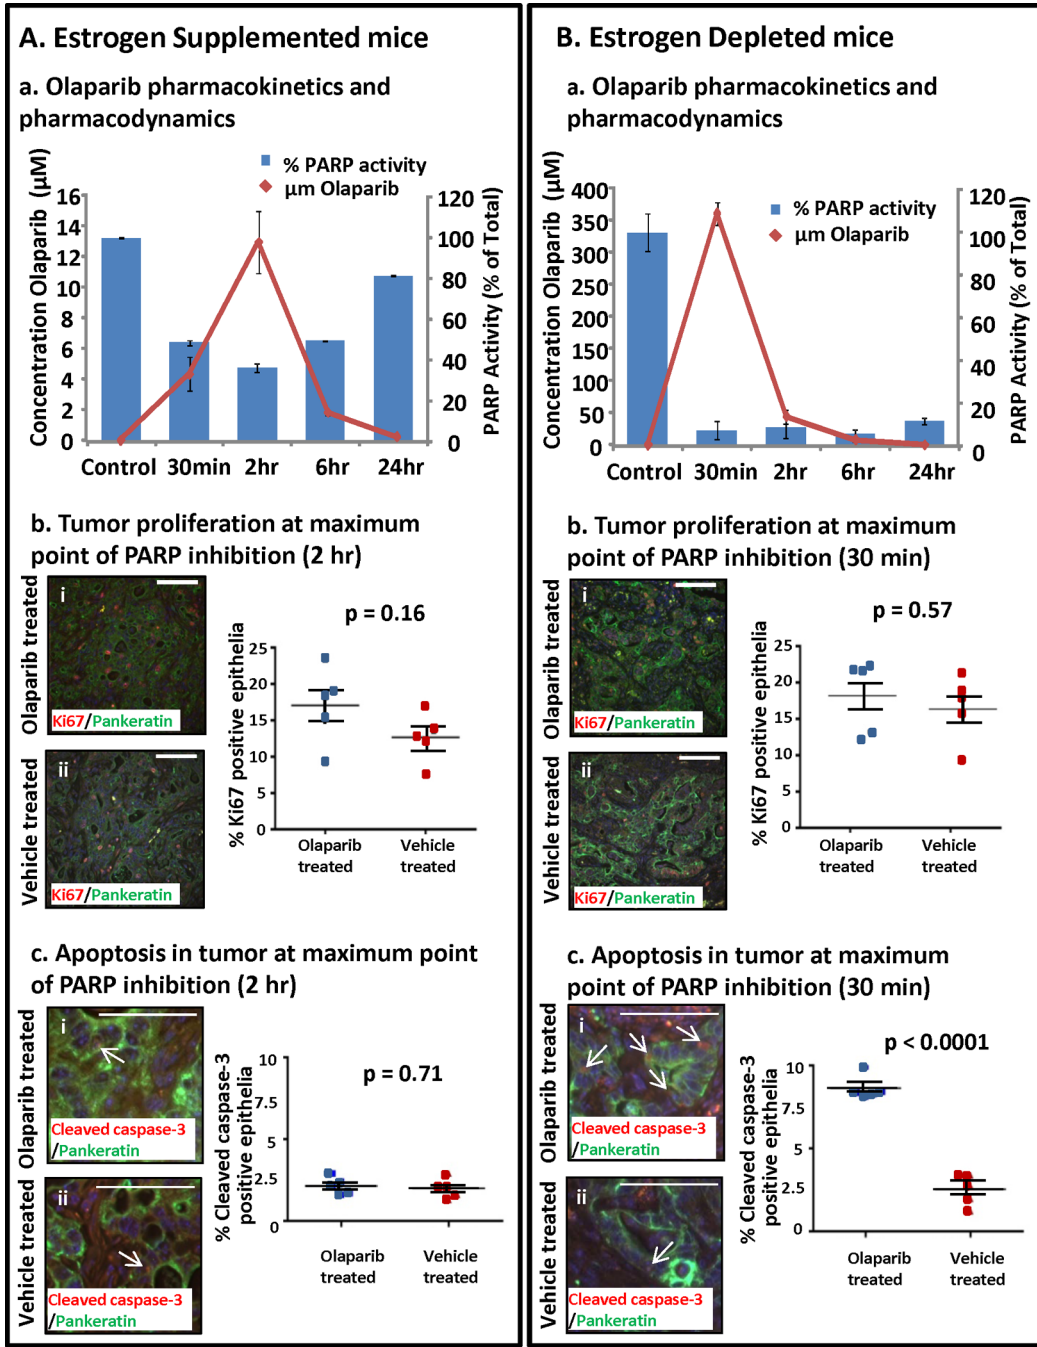 A. Estrogen Supplemented mice
a. Olaparib pharmacokinetics and
pharmacodynamics
% PARP activity
μm Olaparib
Concentration Olaparib (μM)
16
14
12
10
8
6
4
2
0
120
100
80
60
40
20
0
PARP Activity (% of Total)
Control 30min 2hr 6hr 24hr
b. Tumor proliferation at maximum
point of PARP inhibition (2 hr)
Olaparib treated
i
Ki67/Pankeratin
Vehicle treated
ii
Ki67/Pankeratin
p = 0.16
% Ki67 positive epithelia
25
20
15
10
5
0
Olaparib treated
Vehicle treated
c. Apoptosis in tumor at maximum point
of PARP inhibition (2 hr)
Olaparib treated
i
Cleaved caspase-3
/Pankeratin
Vehicle treated
ii
Cleaved caspase-3
/Pankeratin
p = 0.71
% Cleaved caspase-3
positive epithelia
10
7.5
5
2.5
0
Olaparib treated
Vehicle treated
B. Estrogen Depleted mice
a. Olaparib pharmacokinetics and
pharmacodynamics
% PARP activity
μm Olaparib
Concentration Olaparib (μM)
400
350
300
250
200
150
100
50
0
120
100
80
60
40
20
0
PARP Activity (% of Total)
Control 30min 2hr 6hr 24hr
b. Tumor proliferation at maximum
point of PARP inhibition (30 min)
Olaparib treated
i
Ki67/Pankeratin
Vehicle treated
ii
Ki67/Pankeratin
p = 0.57
% Ki67 positive epithelia
25
20
15
10
5
0
Olaparib treated
Vehicle treated
c. Apoptosis in tumor at maximum
point of PARP inhibition (30 min)
Olaparib treated
i
Cleaved caspase-3
/Pankeratin
Vehicle treated
ii
Cleaved caspase-3
/Pankeratin
p < 0.0001
% Cleaved caspase-3
positive epithelia
10
7.5
5
2.5
0
Olaparib treated
Vehicle treated